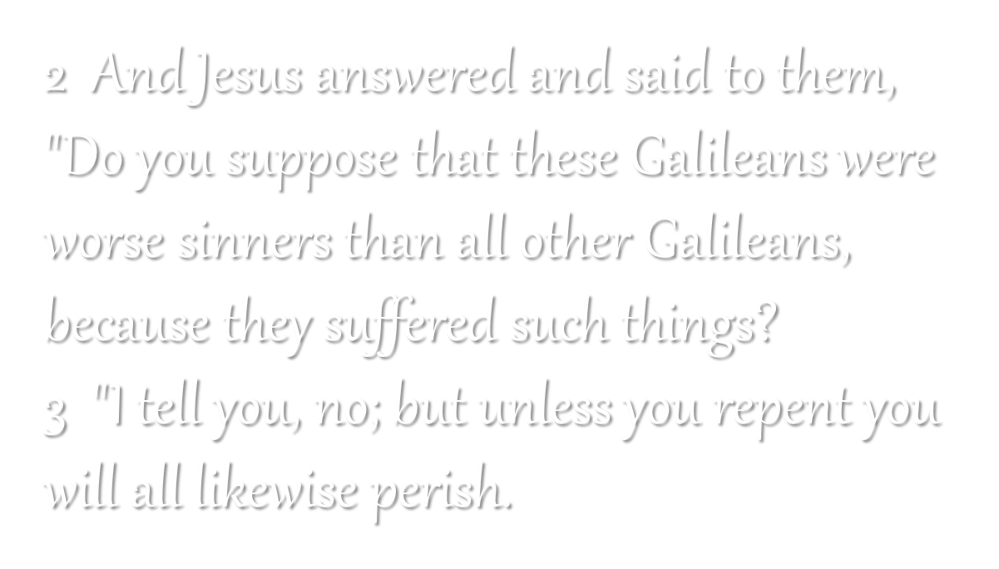 2 And Jesus answered and said to them,
"Do you suppose that these Galileans were
worse sinners than all other Galileans,
because they suffered such things?
3 "I tell you, no; but unless you repent you
will all likewise perish.